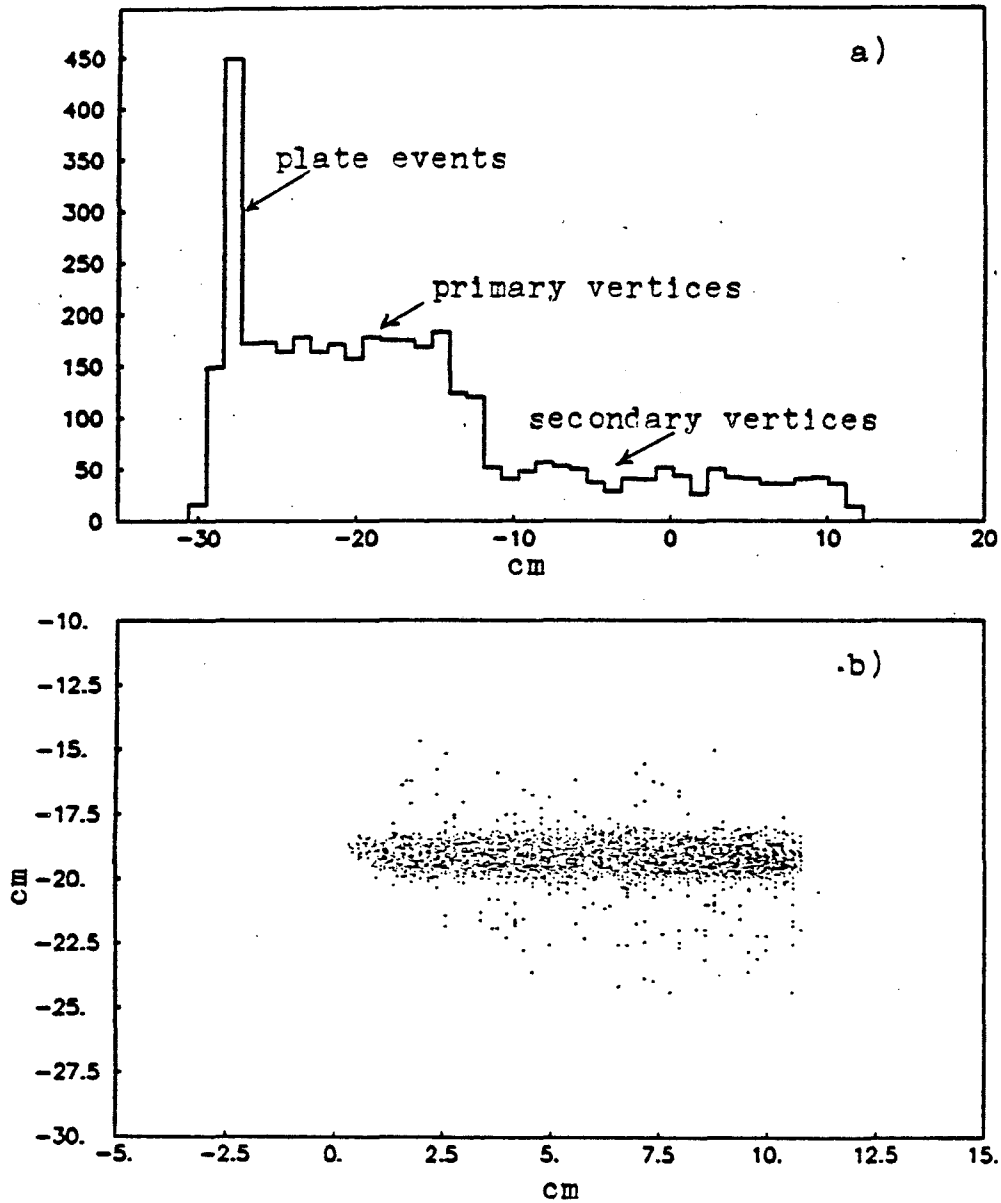 a)
450
400
350
300
250
200
150
100
50
0
plate events
primary vertices
secondary vertices
-30 -20 -10 0 10 20
cm
b)
-10.
-12.5
-15.
-17.5
-20.
-22.5
-25.
-27.5
-30.
cm
-5. -2.5 0. 2.5 5. 7.5 10. 12.5 15.
cm